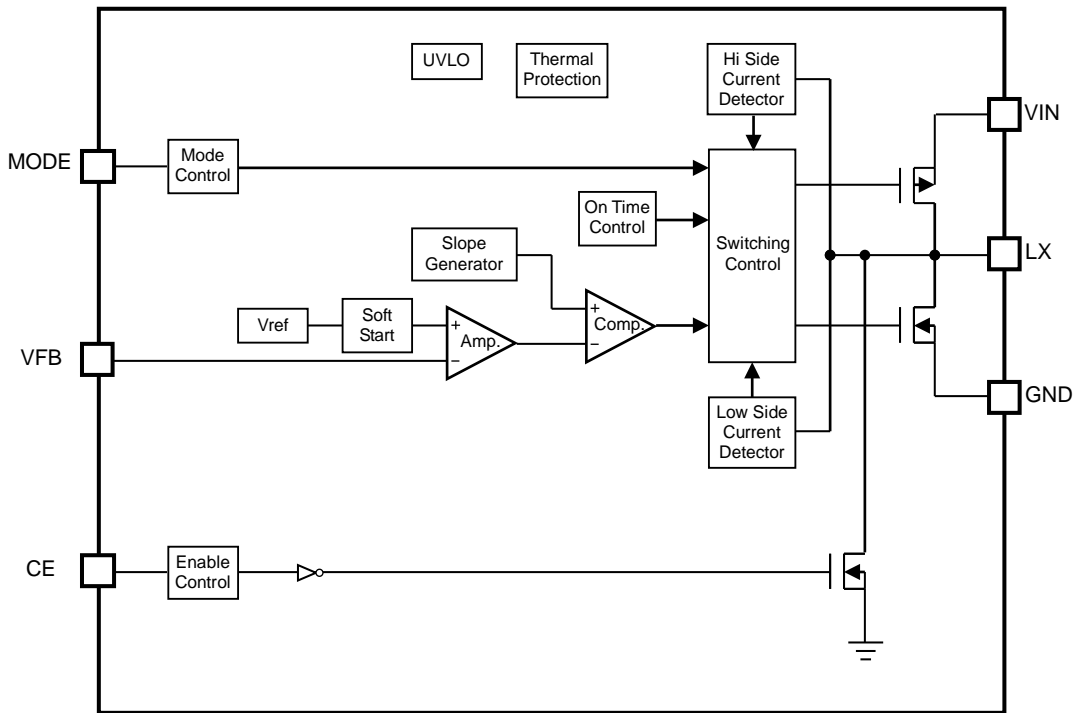 UVLO
Thermal
Protection
Hi Side
Current
Detector
VIN
MODE
Mode
Control
On Time
Control
Switching
Control
LX
Slope
Generator
Vref
Soft
Start
+
−
Amp.
+
−
Comp.
VFB
GND
Low Side
Current
Detector
CE
Enable
Control